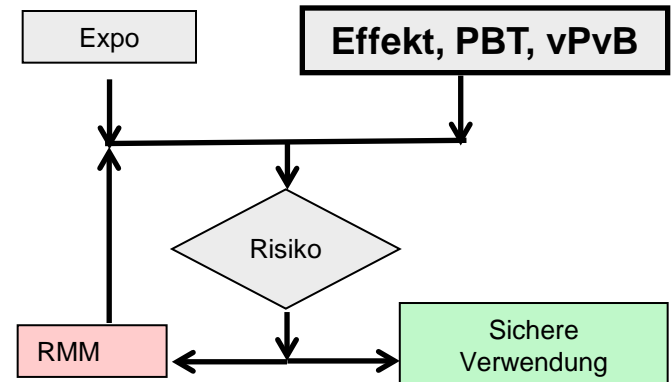 Expo
Effekt, PBT, vPvB
Risiko
RMM
Sichere
Verwendung